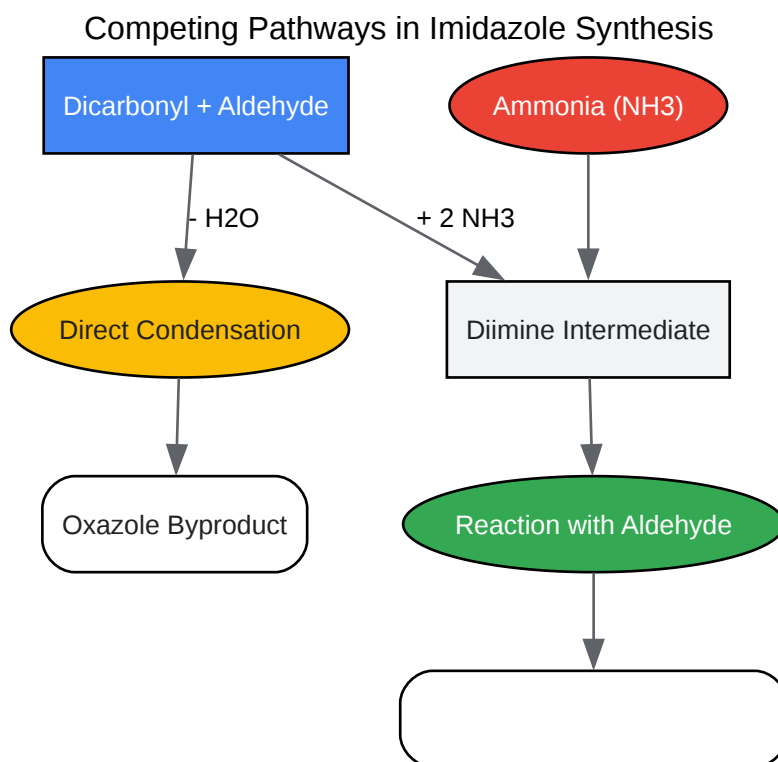 Competing Pathways in Imidazole Synthesis
Dicarbonyl + Aldehyde
Ammonia (NH3)
- H2O
+ 2 NH3
Direct Condensation
Diimine Intermediate
Oxazole Byproduct
Reaction with Aldehyde